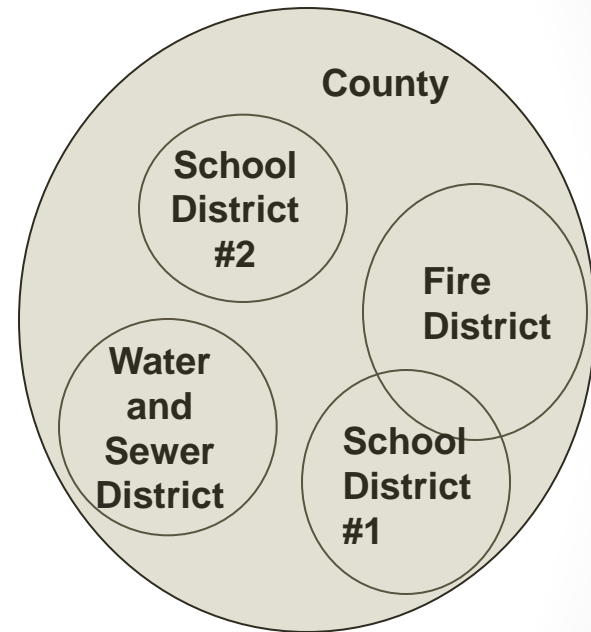 County
School
District
#2
Fire
District
Water
and
Sewer
District
School
District
#1